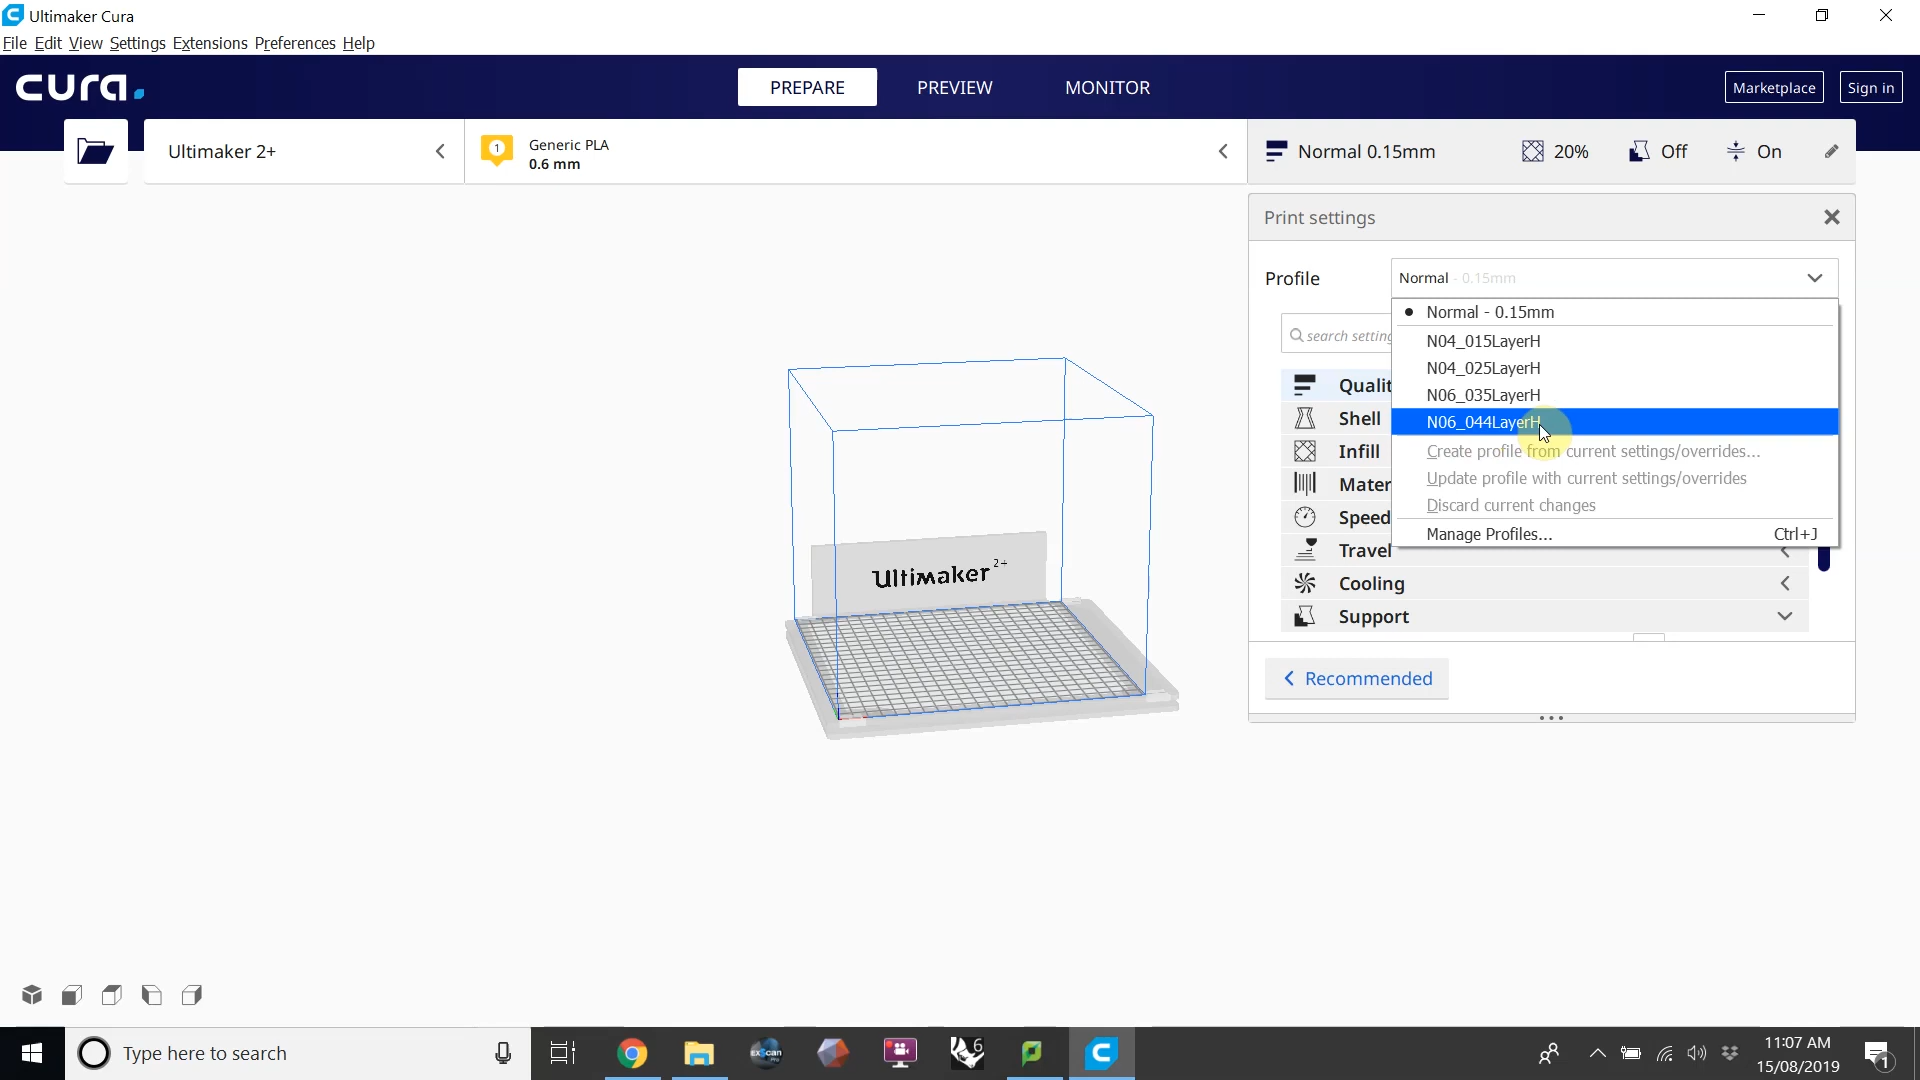 Ultimaker Cura
File Edit View Settings Extensions Preferences Help
cura.
PREPARE PREVIEW MONITOR
Marketplace Sign in
Ultimaker 2+
1 Generic PLA
0.6 mm
Normal 0.15mm 20% Off On
Print settings
Profile Normal - 0.15mm
Normal - 0.15mm
search setting
N04_015LayerH
N04_025LayerH
N06_035LayerH
N06_044LayerH
Create profile from current settings/overrides...
Update profile with current settings/overrides
Discard current changes
Manage Profiles... Ctrl+J
Qualit
Shell
Infill
Mater
Speed
Travel
Cooling
Support
Recommended
Ultimaker 2+
Type here to search
EXScan
6
11:07 AM
15/08/2019
1